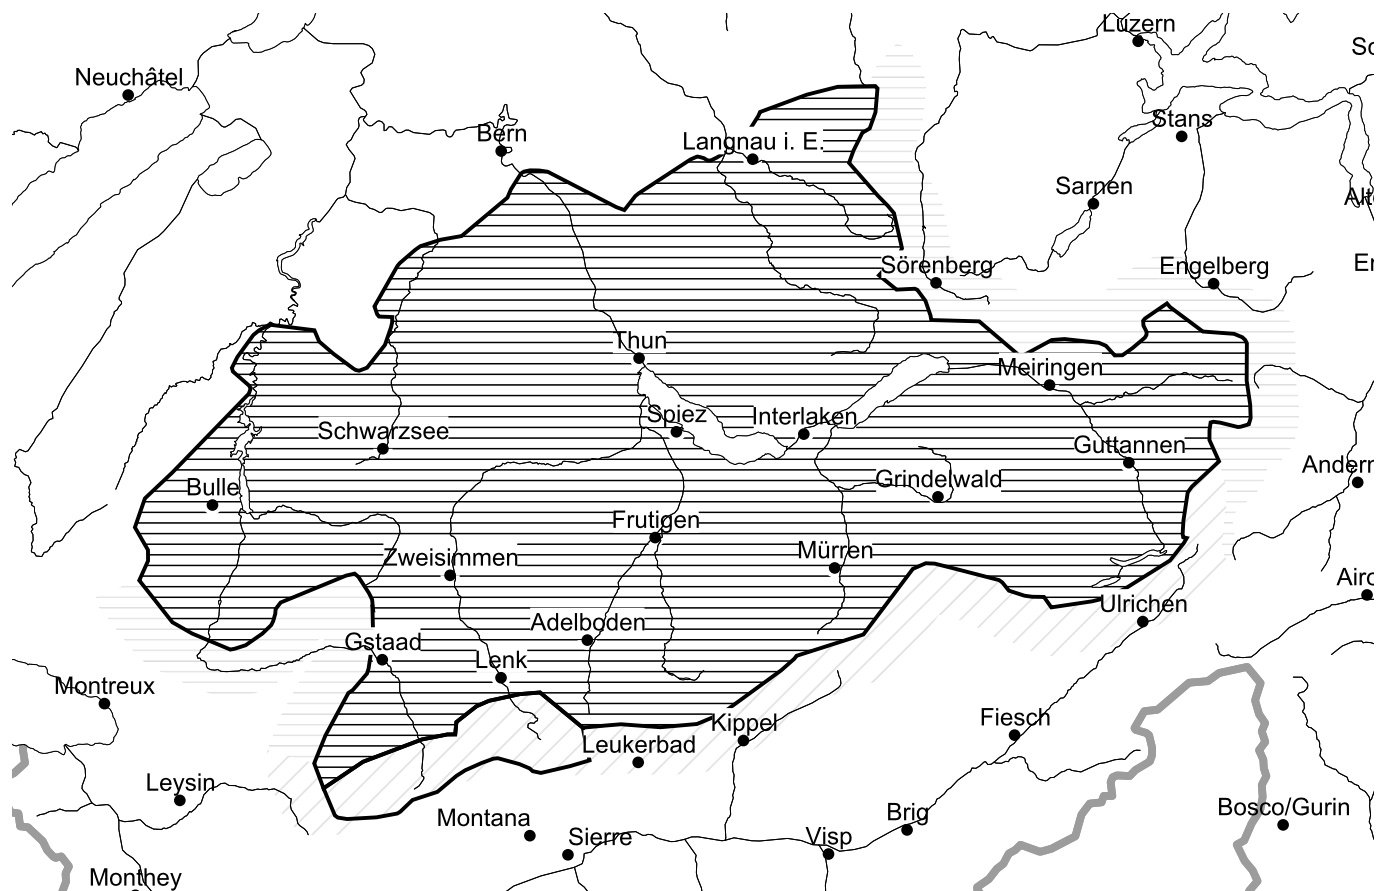 Luzern
Neuchâtel
Stans
Bern
Langnau i. E.
Sarnen
Sörenberg
Engelberg
Thun
Meiringen
Spiez
Interlaken
Schwarzsee
Guttannen
Bulle
Grindelwald
Frutigen
Zweisimmen
Mürren
Ulrichen
Adelboden
Gstaad
Lenk
Montreux
Kippel
Fiesch
Leukerbad
Leysin
Montana
Sierre
Visp
Brig
Bosco/Gurin
Monthey